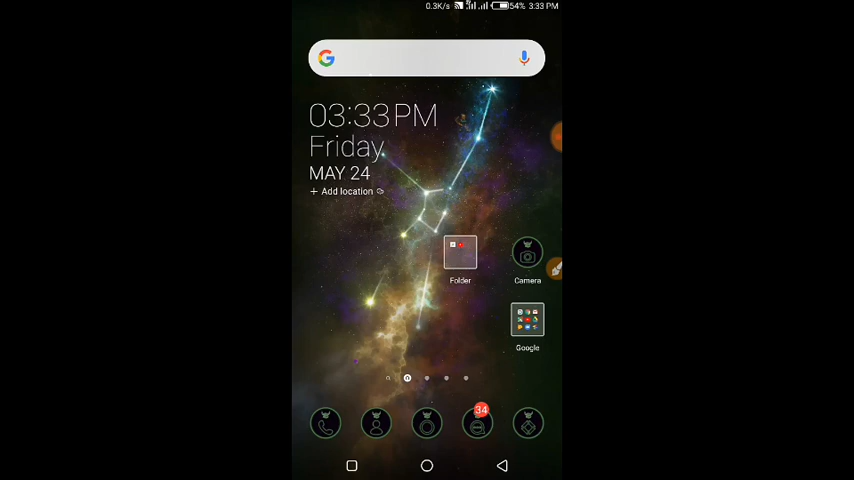 0.3K/s 54% 3:33 PM
03:33PM
Friday
MAY 24
+ Add location
Folder
Camera
Google
34